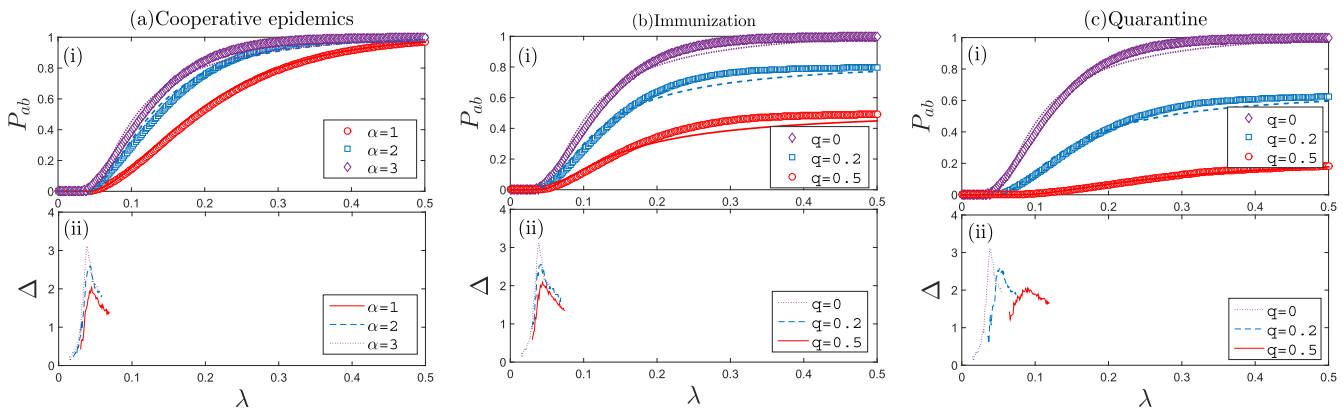 (a)Cooperative epidemics
(i)
P_ab
1
0.8
0.6
0.4
0.2
0
α=1
α=2
α=3
0 0.1 0.2 0.3 0.4 0.5
(ii)
Δ
4
3
2
1
0
α=1
α=2
α=3
0 0.1 0.2 0.3 0.4 0.5
λ
(b)Immunization
(i)
P_ab
1
0.8
0.6
0.4
0.2
0
q=0
q=0.2
q=0.5
0 0.1 0.2 0.3 0.4 0.5
(ii)
Δ
4
3
2
1
0
q=0
q=0.2
q=0.5
0 0.1 0.2 0.3 0.4 0.5
λ
(c)Quarantine
(i)
P_ab
1
0.8
0.6
0.4
0.2
0
q=0
q=0.2
q=0.5
0 0.1 0.2 0.3 0.4 0.5
(ii)
Δ
4
2
0
q=0
q=0.2
q=0.5
0 0.1 0.2 0.3 0.4 0.5
λ